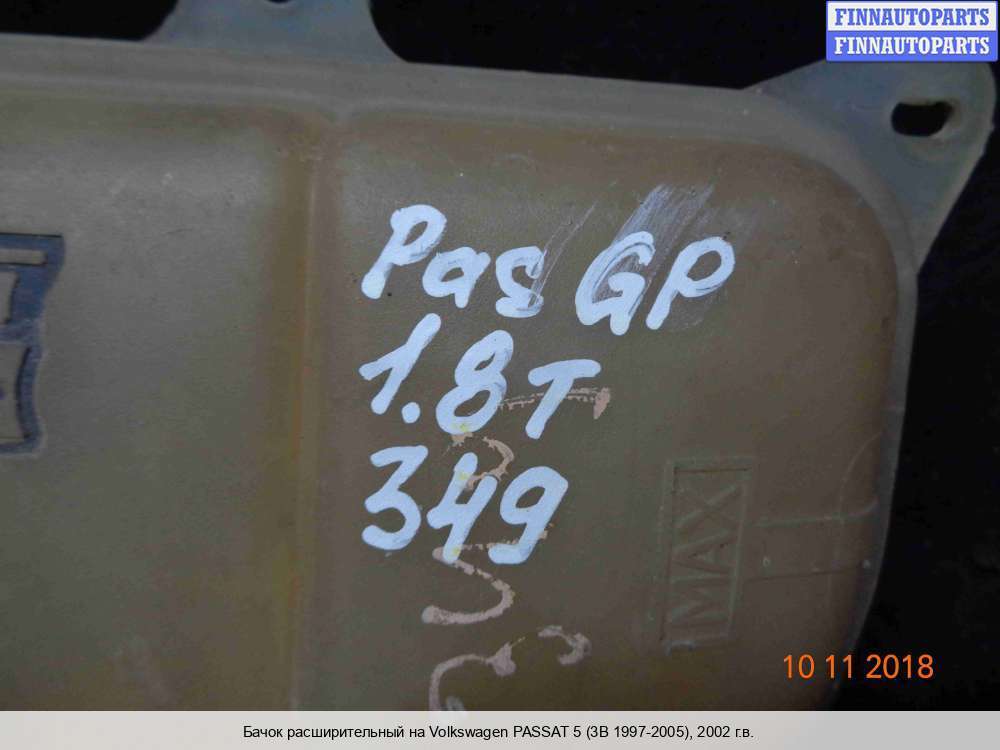 FINNAUTOPARTS
FINNAUTOPARTS
Pas GP
1.8T
349
MAX
10 11 2018
Бачок расширительный на Volkswagen PASSAT 5 (3B 1997-2005), 2002 г.в.